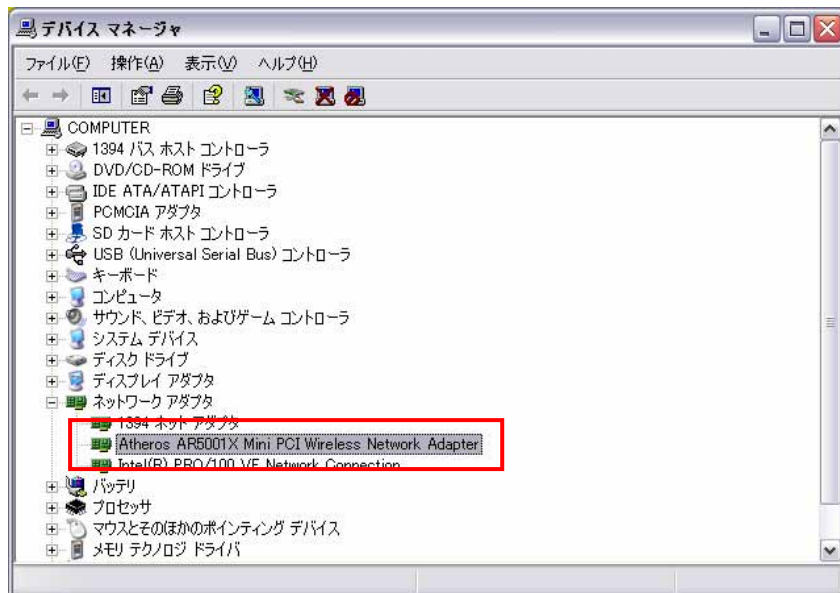 デバイス マネージャ
ファイル(F) 操作(A) 表示(V) ヘルプ(H)
COMPUTER
1394 バス ホスト コントローラ
DVD/CD-ROM ドライブ
IDE ATA/ATAPI コントローラ
PCMCIA アダプタ
SD カード ホスト コントローラ
USB (Universal Serial Bus) コントローラ
キーボード
コンピュータ
サウンド、ビデオ、およびゲーム コントローラ
システム デバイス
ディスク ドライブ
ディスプレイ アダプタ
ネットワーク アダプタ
1394 ネット アダプタ
Atheros AR5001X Mini PCI Wireless Network Adapter
Intel(R) PRO/100 VE Network Connection
バッテリ
プロセッサ
マウスとそのほかのポインティング デバイス
メモリ テクノロジ ドライバ